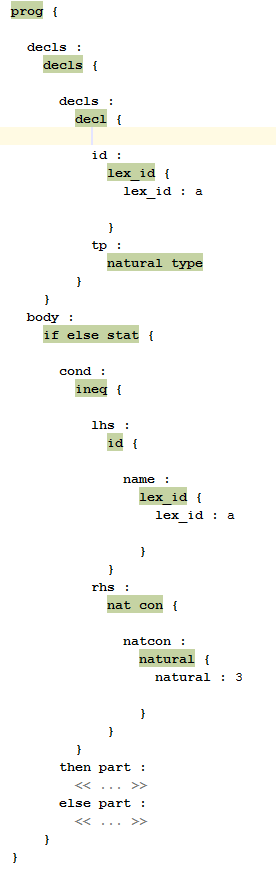 prog {
decls :
decls {
decls :
decl {
id :
lex_id {
lex_id : a
}
tp :
natural type
}
}
body :
if else stat {
cond :
ineq {
lhs :
id {
name :
lex_id {
lex_id : a
}
}
rhs :
nat con {
natcon :
natural {
natural : 3
}
}
}
then part :
<< ... >>
else part :
<< ... >>
}
}